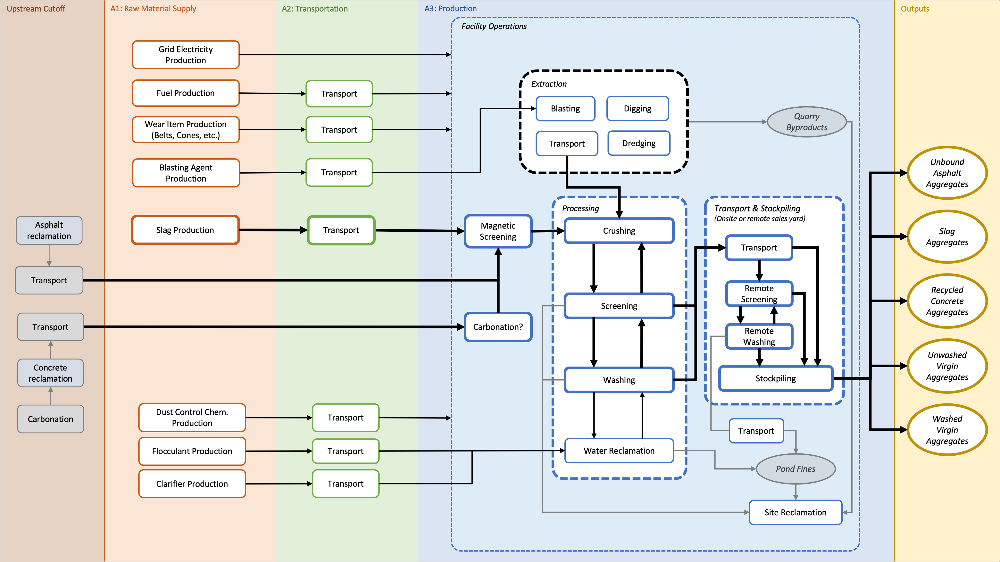 Upstream Cutoff
A1: Raw Material Supply
A2: Transportation
A3: Production
Outputs
Facility Operations
Grid Electricity
Production
Fuel Production
Transport
Wear Item Production
(Belts, Cones, etc.)
Transport
Blasting Agent
Production
Transport
Extraction
Blasting
Digging
Transport
Dredging
Quarry
Byproducts
Asphalt
reclamation
Transport
Transport
Concrete
reclamation
Carbonation
Slag Production
Transport
Magnetic
Screening
Carbonation?
Processing
Crushing
Screening
Washing
Water Reclamation
Transport & Stockpiling
(Onsite or remote sales yard)
Transport
Remote
Screening
Remote
Washing
Stockpiling
Transport
Pond Fines
Site Reclamation
Dust Control Chem.
Production
Transport
Flocculant Production
Transport
Clarifier Production
Transport
Unbound
Asphalt
Aggregates
Slag
Aggregates
Recycled
Concrete
Aggregates
Unwashed
Virgin
Aggregates
Washed
Virgin
Aggregates